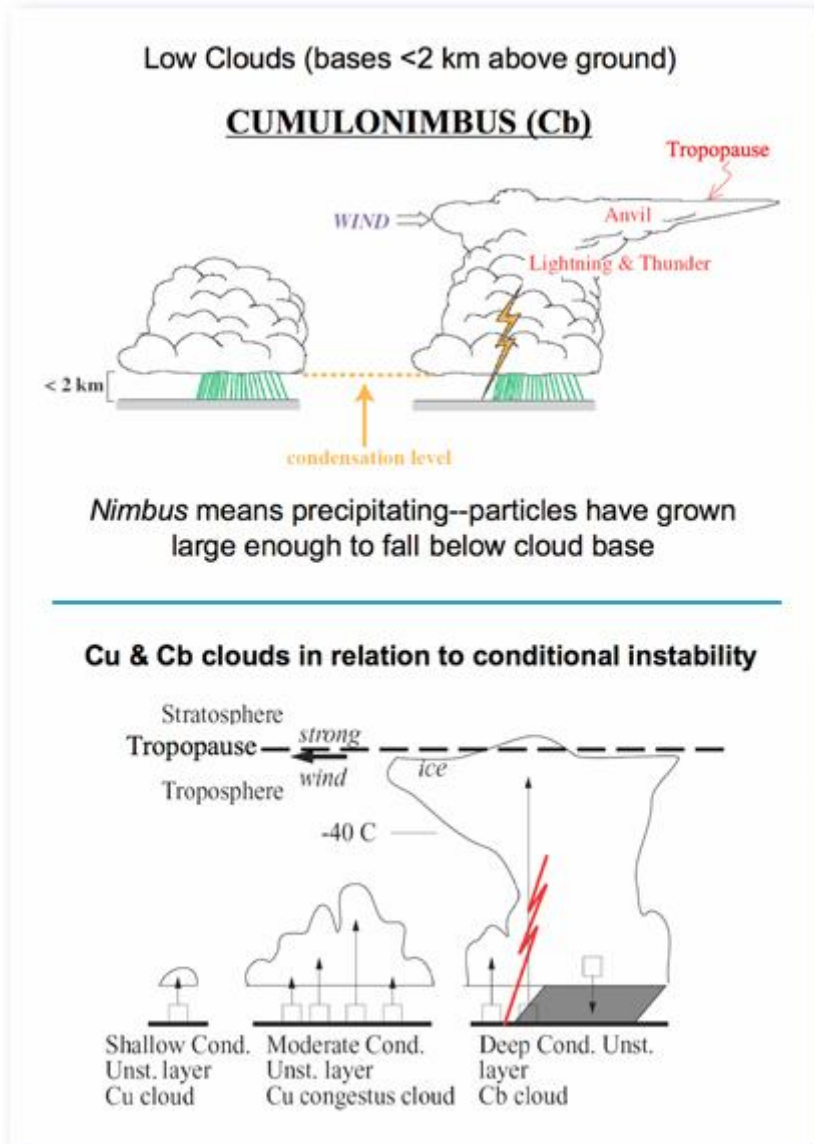 Low Clouds (bases <2 km above ground)
CUMULONIMBUS (Cb)
Tropopause
WIND
Anvil
Lightning & Thunder
< 2 km
condensation level
Nimbus means precipitating--particles have grown
large enough to fall below cloud base
Cu & Cb clouds in relation to conditional instability
Stratosphere
Tropopause
strong
wind
ice
Troposphere
-40 C
Shallow Cond.
Unst. layer
Cu cloud
Moderate Cond.
Unst. layer
Cu congestus cloud
Deep Cond. Unst.
layer
Cb cloud